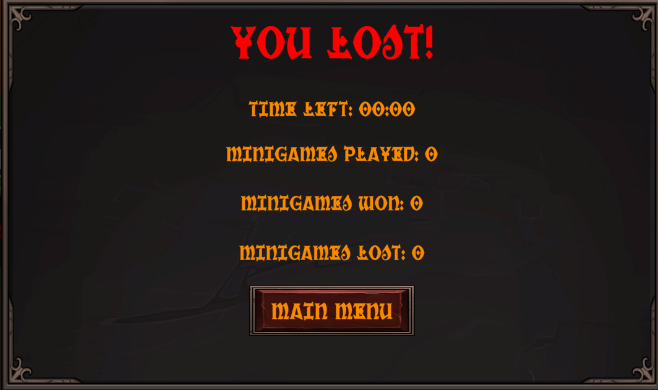 YOU LOST!
TIME LEFT: 00:00
MINIGAMES PLAYED: 0
MINIGAMES WON: 0
MINIGAMES LOST: 0
MAIN MENU